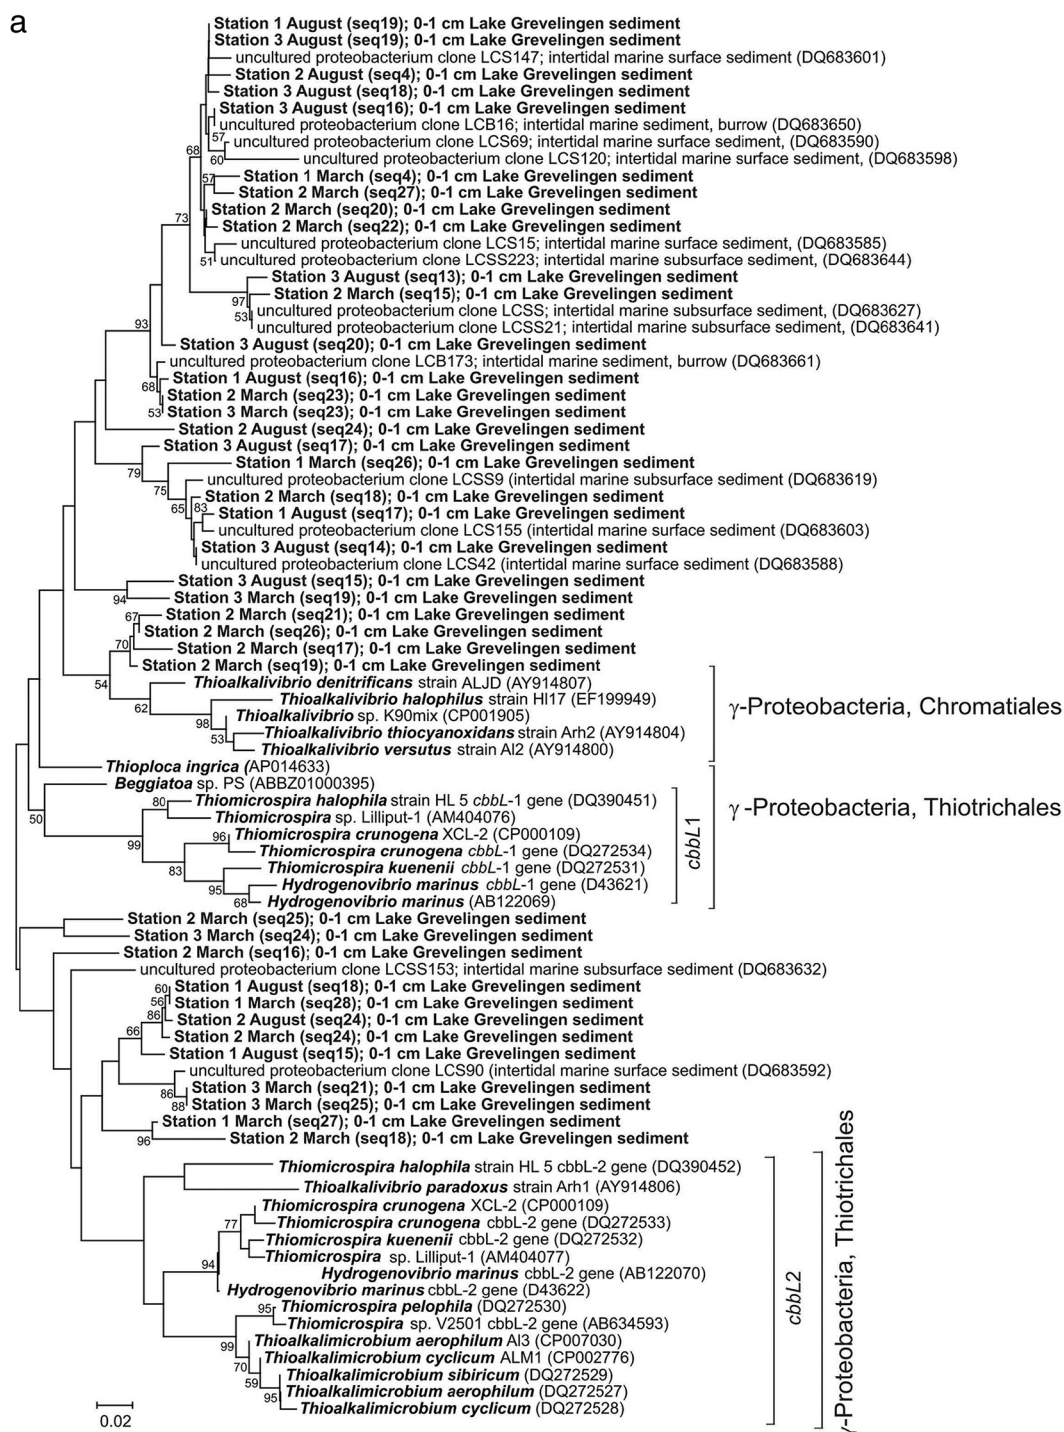 a
Station 1 August (seq19); 0-1 cm Lake Grevelingen sediment
Station 3 August (seq19); 0-1 cm Lake Grevelingen sediment
uncultured proteobacterium clone LCS147; intertidal marine surface sediment (DQ683601)
Station 2 August (seq4); 0-1 cm Lake Grevelingen sediment
Station 3 August (seq18); 0-1 cm Lake Grevelingen sediment
Station 3 August (seq16); 0-1 cm Lake Grevelingen sediment
uncultured proteobacterium clone LCB16; intertidal marine sediment, burrow (DQ683650)
57 uncultured proteobacterium clone LCS69; intertidal marine surface sediment, (DQ683590)
68 60 uncultured proteobacterium clone LCS120; intertidal marine surface sediment, (DQ683598)
57 Station 1 March (seq4); 0-1 cm Lake Grevelingen sediment
Station 2 March (seq27); 0-1 cm Lake Grevelingen sediment
Station 2 March (seq20); 0-1 cm Lake Grevelingen sediment
73 Station 2 March (seq22); 0-1 cm Lake Grevelingen sediment
uncultured proteobacterium clone LCS15; intertidal marine surface sediment, (DQ683585)
51 uncultured proteobacterium clone LCSS223; intertidal marine subsurface sediment, (DQ683644)
Station 3 August (seq13); 0-1 cm Lake Grevelingen sediment
97 Station 2 March (seq15); 0-1 cm Lake Grevelingen sediment
53 uncultured proteobacterium clone LCSS; intertidal marine subsurface sediment, (DQ683627)
93 uncultured proteobacterium clone LCSS21; intertidal marine subsurface sediment, (DQ683641)
Station 3 August (seq20); 0-1 cm Lake Grevelingen sediment
uncultured proteobacterium clone LCB173; intertidal marine sediment, burrow (DQ683661)
68 Station 1 August (seq16); 0-1 cm Lake Grevelingen sediment
Station 2 March (seq23); 0-1 cm Lake Grevelingen sediment
53 Station 3 March (seq23); 0-1 cm Lake Grevelingen sediment
Station 2 August (seq24); 0-1 cm Lake Grevelingen sediment
Station 3 August (seq17); 0-1 cm Lake Grevelingen sediment
79 Station 1 March (seq26); 0-1 cm Lake Grevelingen sediment
75 uncultured proteobacterium clone LCSS9 (intertidal marine subsurface sediment (DQ683619)
Station 2 March (seq18); 0-1 cm Lake Grevelingen sediment
65 83 Station 1 August (seq17); 0-1 cm Lake Grevelingen sediment
uncultured proteobacterium clone LCS155 (intertidal marine surface sediment (DQ683603)
Station 3 August (seq14); 0-1 cm Lake Grevelingen sediment
uncultured proteobacterium clone LCS42 (intertidal marine surface sediment (DQ683588)
Station 3 August (seq15); 0-1 cm Lake Grevelingen sediment
94 Station 3 March (seq19); 0-1 cm Lake Grevelingen sediment
67 Station 2 March (seq21); 0-1 cm Lake Grevelingen sediment
Station 2 March (seq26); 0-1 cm Lake Grevelingen sediment
70 Station 2 March (seq17); 0-1 cm Lake Grevelingen sediment
Station 2 March (seq19); 0-1 cm Lake Grevelingen sediment
54 Thioalkalivibrio denitrificans strain ALJD (AY914807)
62 Thioalkalivibrio halophilus strain Hl17 (EF199949)
γ-Proteobacteria, Chromatiales
98 Thioalkalivibrio sp. K90mix (CP001905)
53 Thioalkalivibrio thiocyanoxidans strain Arh2 (AY914804)
Thioalkalivibrio versutus strain Al2 (AY914800)
Thioploca ingrica (AP014633)
Beggiatoa sp. PS (ABBZ01000395)
80 Thiomicrospira halophila strain HL 5 cbbL-1 gene (DQ390451)
γ -Proteobacteria, Thiotrichales
50 Thiomicrospira sp. Lilliput-1 (AM404076)
96 Thiomicrospira crunogena XCL-2 (CP000109)
99 Thiomicrospira crunogena cbbL-1 gene (DQ272534)
cbbL1
83 Thiomicrospira kuenenii cbbL-1 gene (DQ272531)
95 Hydrogenovibrio marinus cbbL-1 gene (D43621)
68 Hydrogenovibrio marinus (AB122069)
Station 2 March (seq25); 0-1 cm Lake Grevelingen sediment
Station 3 March (seq24); 0-1 cm Lake Grevelingen sediment
Station 2 March (seq16); 0-1 cm Lake Grevelingen sediment
uncultured proteobacterium clone LCSS153; intertidal marine subsurface sediment (DQ683632)
60 Station 1 August (seq18); 0-1 cm Lake Grevelingen sediment
56 Station 1 March (seq28); 0-1 cm Lake Grevelingen sediment
86 Station 2 August (seq24); 0-1 cm Lake Grevelingen sediment
66 Station 2 March (seq24); 0-1 cm Lake Grevelingen sediment
Station 1 August (seq15); 0-1 cm Lake Grevelingen sediment
uncultured proteobacterium clone LCS90 (intertidal marine surface sediment (DQ683592)
86 Station 3 March (seq21); 0-1 cm Lake Grevelingen sediment
88 Station 3 March (seq25); 0-1 cm Lake Grevelingen sediment
Station 1 March (seq27); 0-1 cm Lake Grevelingen sediment
96 Station 2 March (seq18); 0-1 cm Lake Grevelingen sediment
Thiomicrospira halophila strain HL 5 cbbL-2 gene (DQ390452)
Thioalkalivibrio paradoxus strain Arh1 (AY914806)
Thiomicrospira crunogena XCL-2 (CP000109)
77 Thiomicrospira crunogena cbbL-2 gene (DQ272533)
Thiomicrospira kuenenii cbbL-2 gene (DQ272532)
94 Thiomicrospira sp. Lilliput-1 (AM404077)
Hydrogenovibrio marinus cbbL-2 gene (AB122070)
Hydrogenovibrio marinus cbbL-2 gene (D43622)
95 Thiomicrospira pelophila (DQ272530)
Thiomicrospira sp. V2501 cbbL-2 gene (AB634593)
99 Thioalkalimicrobium aerophilum Al3 (CP007030)
70 Thioalkalimicrobium cyclicum ALM1 (CP002776)
59 Thioalkalimicrobium sibiricum (DQ272529)
95 Thioalkalimicrobium aerophilum (DQ272527)
Thioalkalimicrobium cyclicum (DQ272528)
cbbL2
γ-Proteobacteria, Thiotrichales
0.02